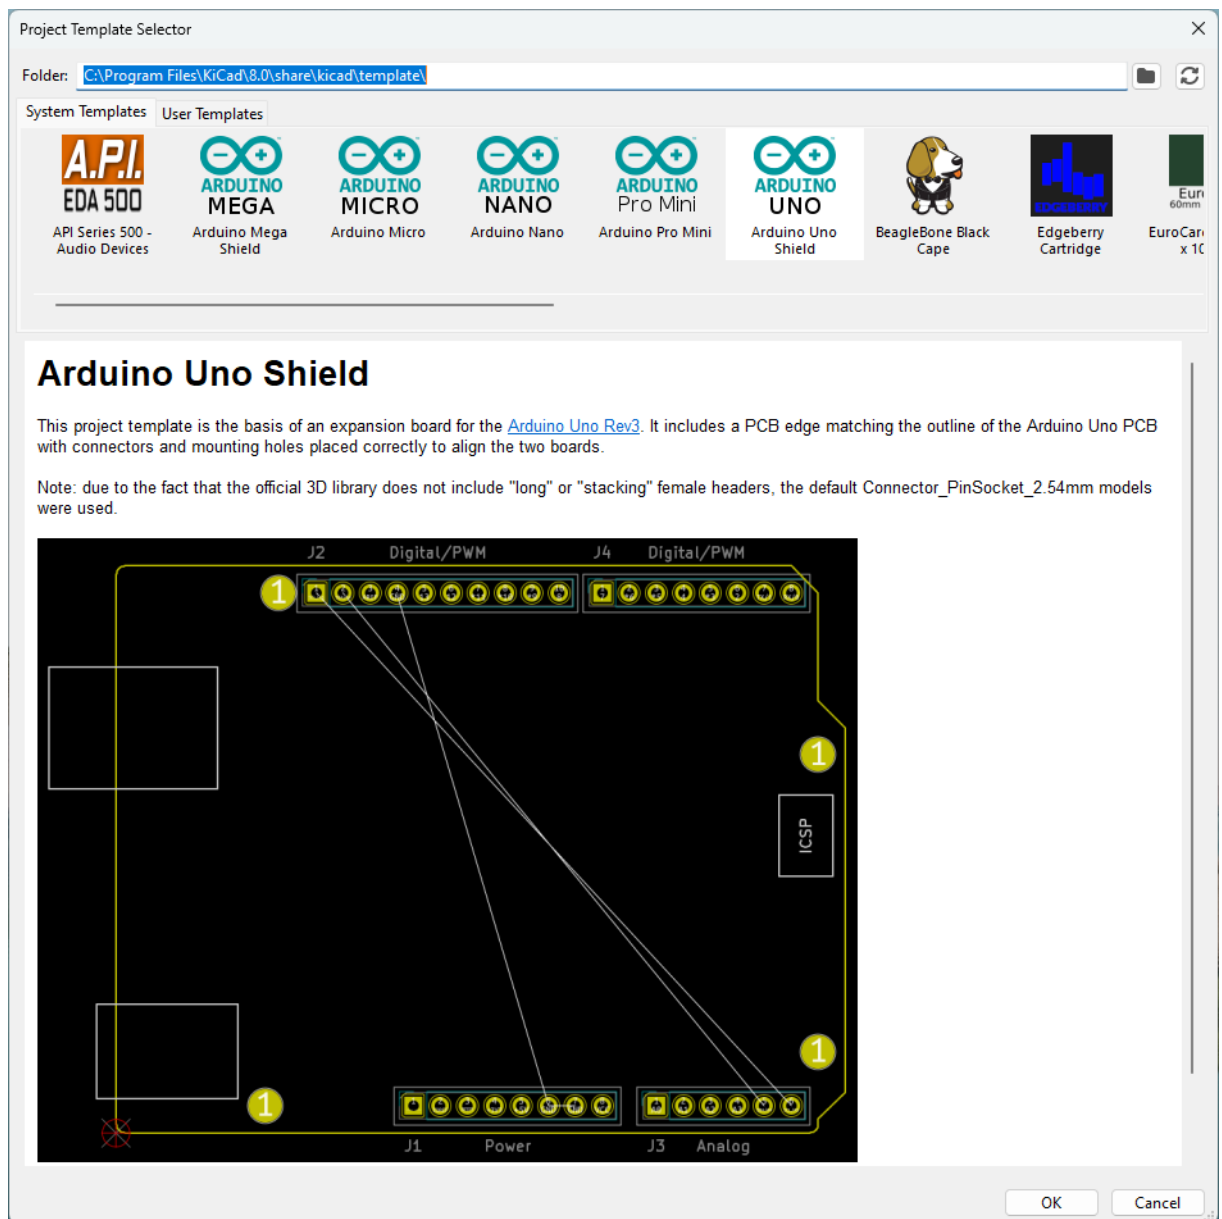 Project Template Selector
Folder: C:\Program Files\KiCad\8.0\share\kicad\template\
System Templates User Templates
A.P.I.
EDA 500
API Series 500 -
Audio Devices
ARDUINO
MEGA
Arduino Mega
Shield
ARDUINO
MICRO
Arduino Micro
ARDUINO
NANO
Arduino Nano
ARDUINO
Pro Mini
Arduino Pro Mini
ARDUINO
UNO
Arduino Uno
Shield
BeagleBone Black
Cape
EDGEBERRY
Edgeberry
Cartridge
Eur
60mm
EuroCar
x 10
Arduino Uno Shield
This project template is the basis of an expansion board for the Arduino Uno Rev3. It includes a PCB edge matching the outline of the Arduino Uno PCB
with connectors and mounting holes placed correctly to align the two boards.
Note: due to the fact that the official 3D library does not include "long" or "stacking" female headers, the default Connector_PinSocket_2.54mm models
were used.
J2 Digital/PWM J4 Digital/PWM
1
1
ICSP
1
1
J1 Power J3 Analog
OK Cancel